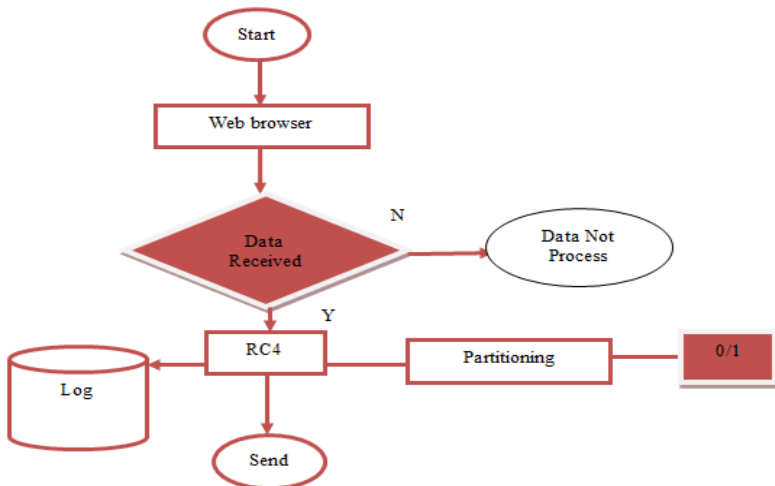 Start
Web browser
N
Data
Received
Data Not
Process
Y
RC4
Partitioning
0/1
Log
Send